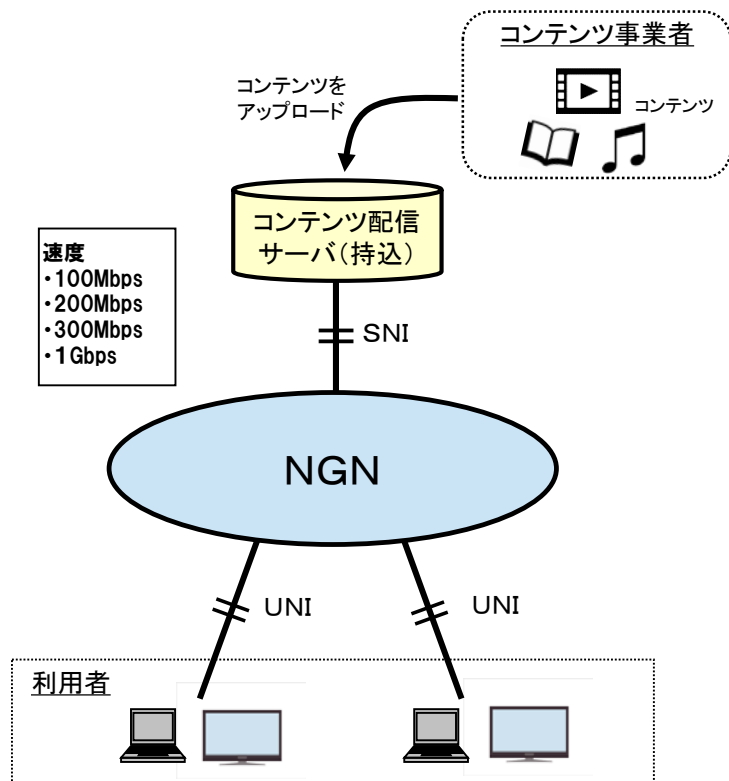 コンテンツ事業者
コンテンツ
コンテンツを
アップロード
コンテンツ配信
サーバ（持込）
速度
・100Mbps
・200Mbps
・300Mbps
・1Gbps
SNI
NGN
UNI
UNI
利用者